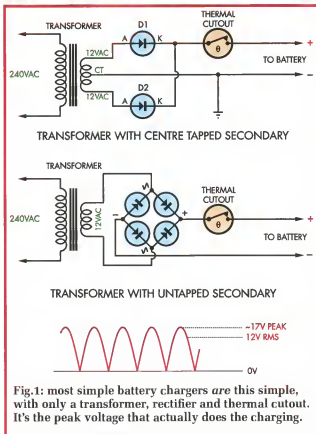 TRANSFORMER
D1
THERMAL
CUTOUT
12VAC
A
K
θ
+
240VAC
CT
TO BATTERY
12VAC
D2
A
K
–
TRANSFORMER WITH CENTRE TAPPED SECONDARY
TRANSFORMER
THERMAL
CUTOUT
240VAC
12VAC
–
+
θ
+
TO BATTERY
–
TRANSFORMER WITH UNTAPPED SECONDARY
~17V PEAK
12V RMS
0V
Fig.1: most simple battery chargers are this simple,
with only a transformer, rectifier and thermal cutout.
It's the peak voltage that actually does the charging.